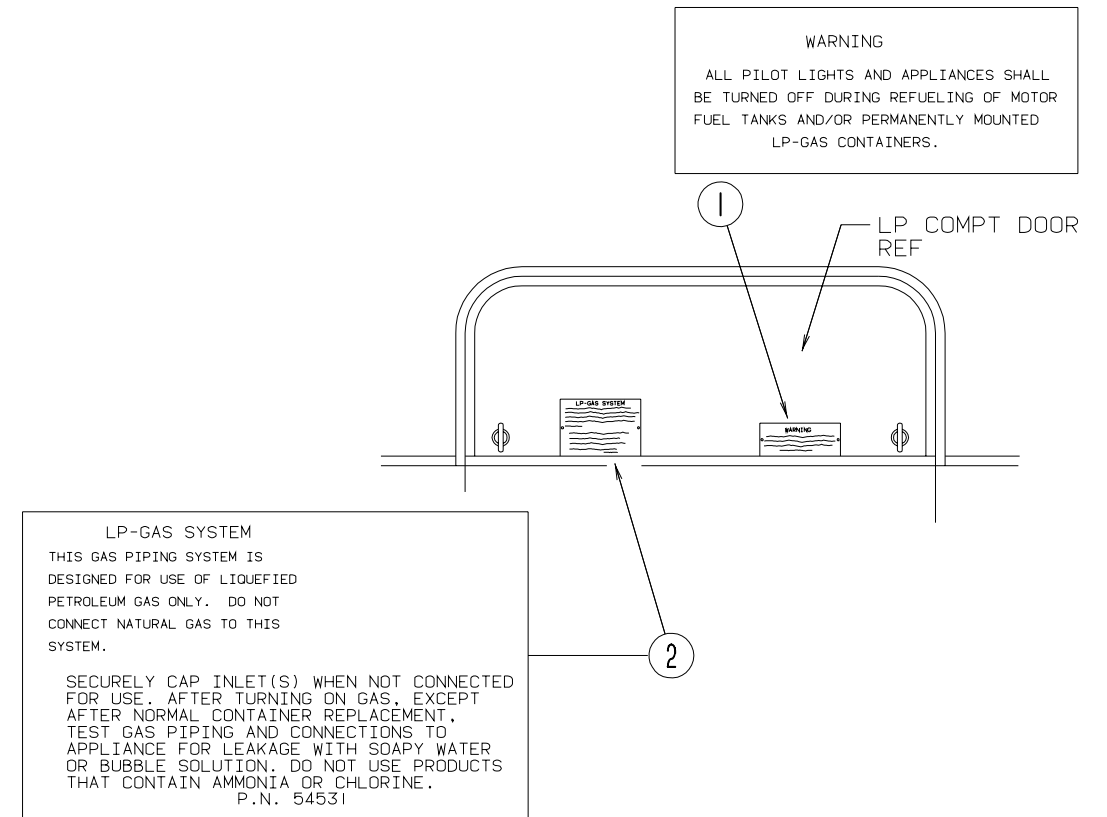 WARNING
ALL PILOT LIGHTS AND APPLIANCES SHALL
BE TURNED OFF DURING REFUELING OF MOTOR
FUEL TANKS AND/OR PERMANENTLY MOUNTED
LP-GAS CONTAINERS.
1
LP COMPT DOOR
REF
LP-GAS SYSTEM
WARNING
LP-GAS SYSTEM
THIS GAS PIPING SYSTEM IS
DESIGNED FOR USE OF LIQUEFIED
PETROLEUM GAS ONLY. DO NOT
CONNECT NATURAL GAS TO THIS
SYSTEM.
SECURELY CAP INLET(S) WHEN NOT CONNECTED
FOR USE. AFTER TURNING ON GAS, EXCEPT
AFTER NORMAL CONTAINER REPLACEMENT,
TEST GAS PIPING AND CONNECTIONS TO
APPLIANCE FOR LEAKAGE WITH SOAPY WATER
OR BUBBLE SOLUTION. DO NOT USE PRODUCTS
THAT CONTAIN AMMONIA OR CHLORINE.
P.N. 54531
2